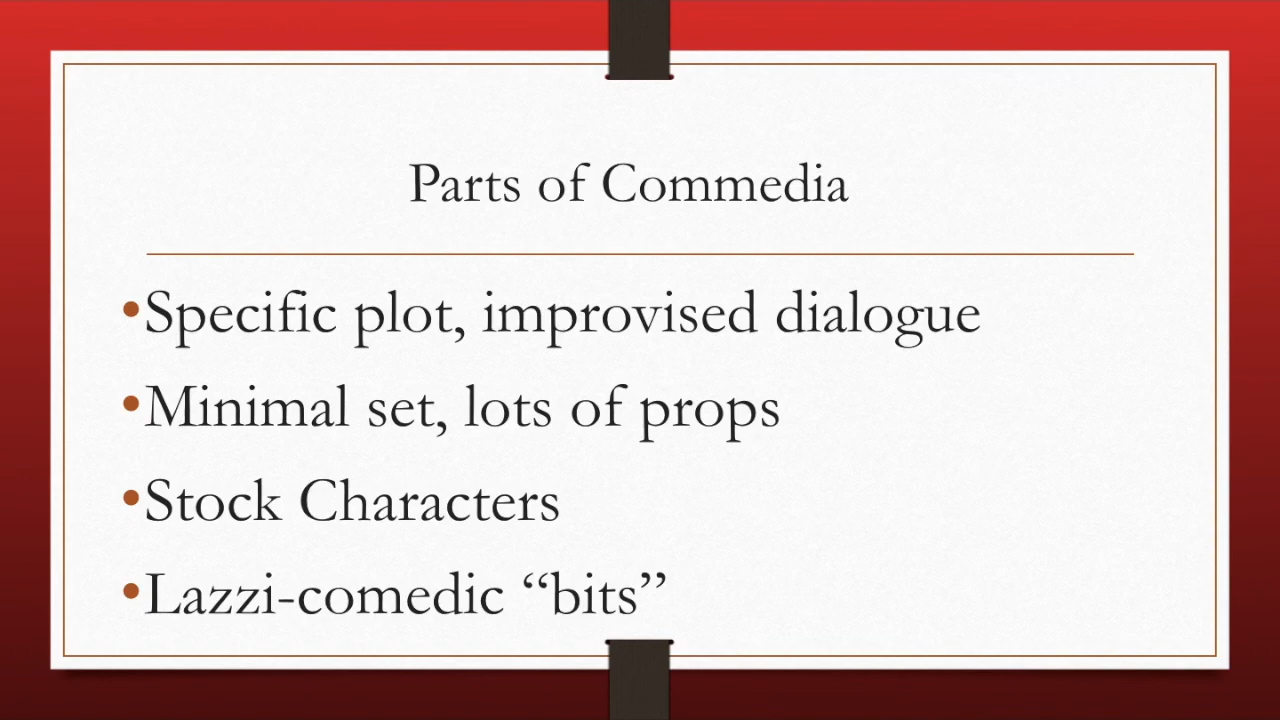 Parts of Commedia
•Specific plot, improvised dialogue
•Minimal set, lots of props
•Stock Characters
•Lazzi-comedic “bits”